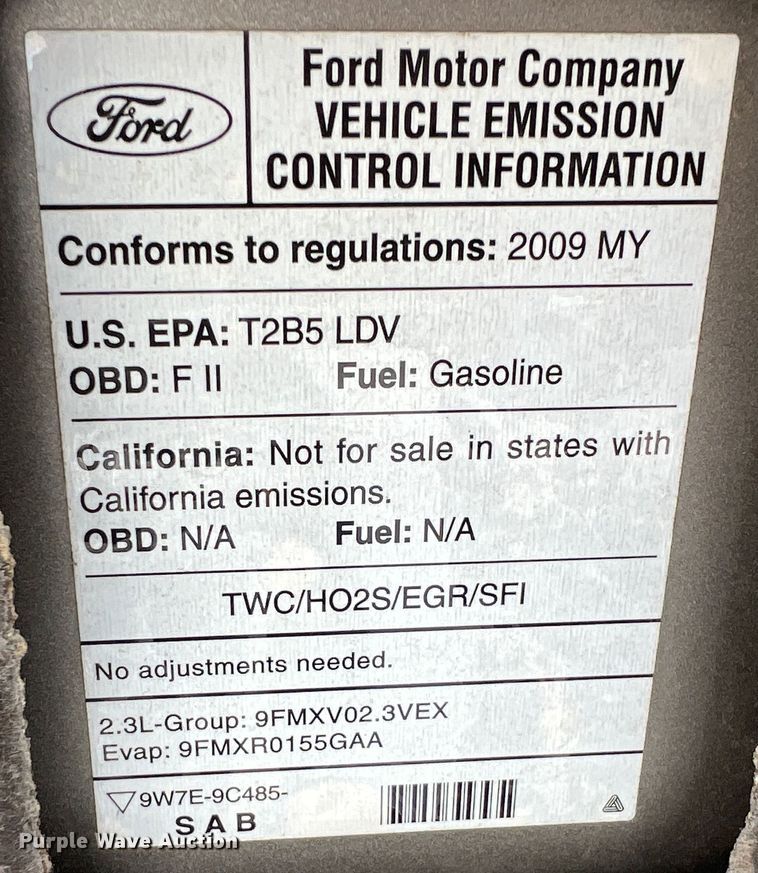 Ford
Ford Motor Company
VEHICLE EMISSION
CONTROL INFORMATION
Conforms to regulations: 2009 MY
U.S. EPA: T2B5 LDV
OBD: F II Fuel: Gasoline
California: Not for sale in states with
California emissions.
OBD: N/A Fuel: N/A
TWC/HO2S/EGR/SFI
No adjustments needed.
2.3L-Group: 9FMXV02.3VEX
Evap: 9FMXR0155GAA
9W7E-9C485-
SAB
Purple Wave Auction